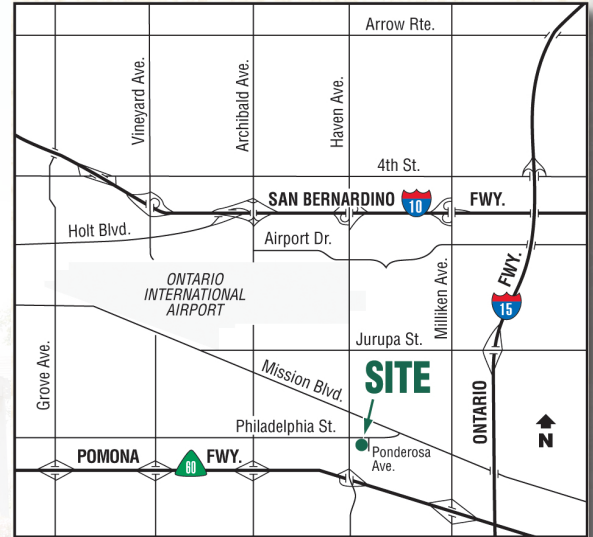 Arrow Rte.
Vineyard Ave.
Archibald Ave.
Haven Ave.
4th St.
SAN BERNARDINO 10 FWY.
Holt Blvd.
Airport Dr.
ONTARIO
INTERNATIONAL
AIRPORT
Milliken Ave.
FWY.
15
ONTARIO
Jurupa St.
Grove Ave.
Mission Blvd.
SITE
Philadelphia St.
Ponderosa
Ave.
N
POMONA 60 FWY.